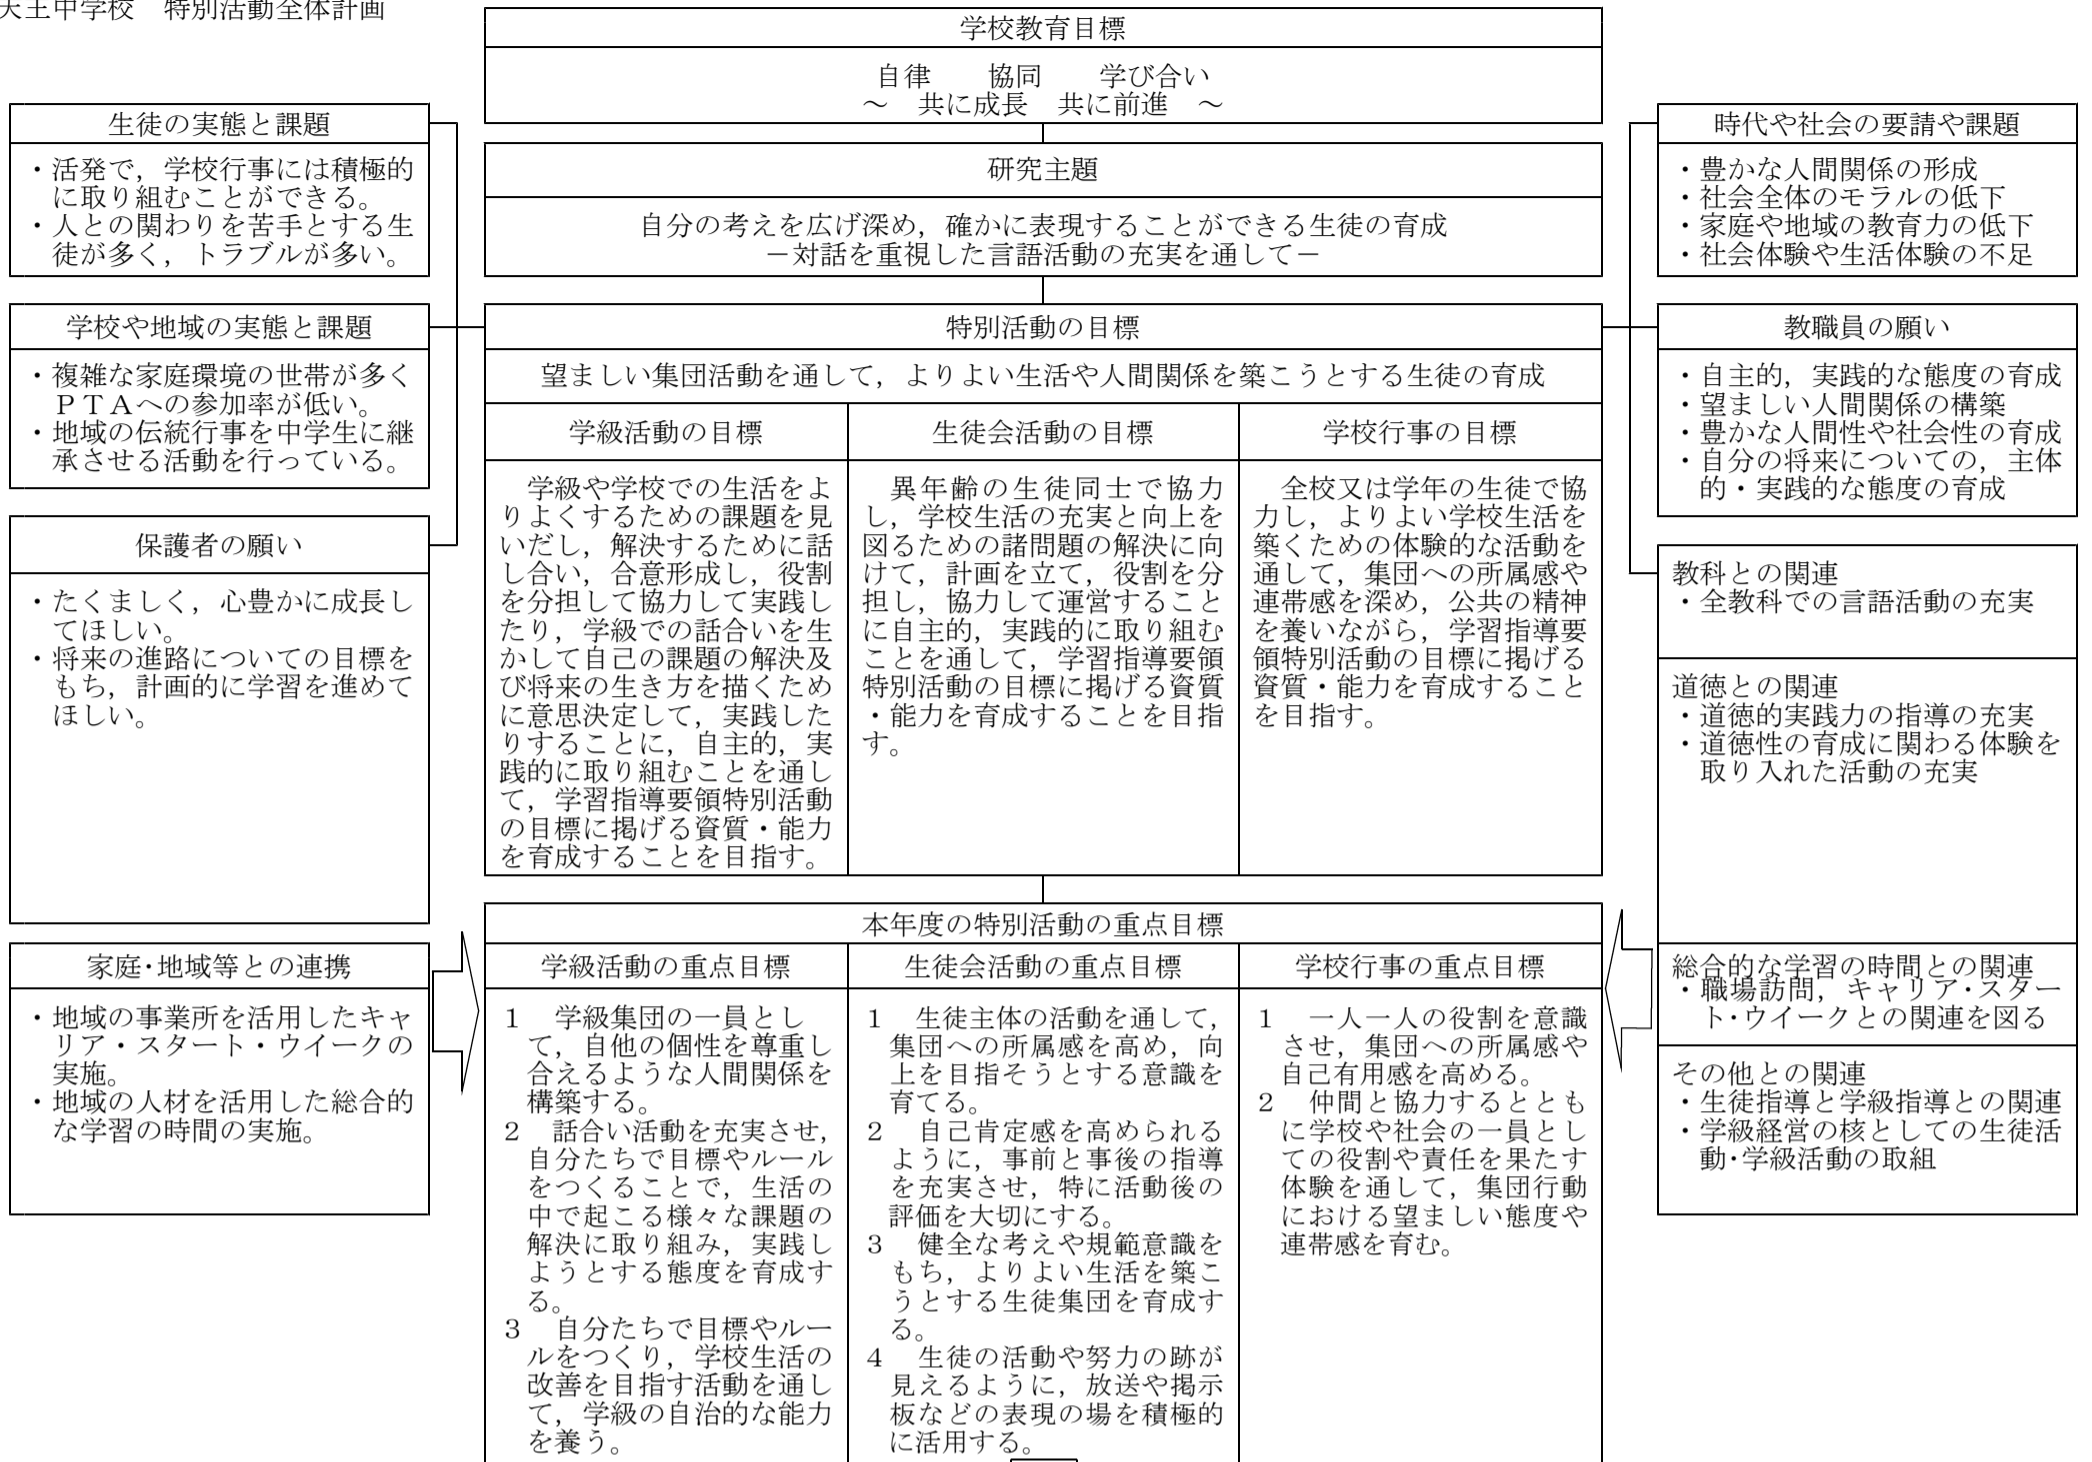 天王中学校　特別活動全体計画
学校教育目標
自律　　協同　　学び合い
～　共に成長　共に前進　～
生徒の実態と課題
・活発で，学校行事には積極的
に取り組むことができる。
・人との関わりを苦手とする生
徒が多く，トラブルが多い。
研究主題
自分の考えを広げ深め，確かに表現することができる生徒の育成
－対話を重視した言語活動の充実を通して－
時代や社会の要請や課題
・豊かな人間関係の形成
・社会全体のモラルの低下
・家庭や地域の教育力の低下
・社会体験や生活体験の不足
学校や地域の実態と課題
・複雑な家庭環境の世帯が多く
ＰＴＡへの参加率が低い。
・地域の伝統行事を中学生に継
承させる活動を行っている。
保護者の願い
・たくましく，心豊かに成長し
てほしい。
・将来の進路についての目標を
もち，計画的に学習を進めて
ほしい。
特別活動の目標
望ましい集団活動を通して，よりよい生活や人間関係を築こうとする生徒の育成
学級活動の目標
学級や学校での生活をよ
りよくするための課題を見
いだし，解決するために話
し合い，合意形成し，役割
を分担して協力して実践し
たり，学級での話合いを生
かして自己の課題の解決及
び将来の生き方を描くため
に意思決定して，実践した
りすることに，自主的，実
践的に取り組むことを通し
て，学習指導要領特別活動
の目標に掲げる資質・能力
を育成することを目指す。
生徒会活動の目標
異年齢の生徒同士で協力
し，学校生活の充実と向上を
図るための諸問題の解決に向
けて，計画を立て，役割を分
担し，協力して運営すること
に自主的，実践的に取り組む
ことを通して，学習指導要領
特別活動の目標に掲げる資質
・能力を育成することを目指
す。
学校行事の目標
全校又は学年の生徒で協
力し，よりよい学校生活を
築くための体験的な活動を
通して，集団への所属感や
連帯感を深め，公共の精神
を養いながら，学習指導要
領特別活動の目標に掲げる
資質・能力を育成すること
を目指す。
教職員の願い
・自主的，実践的な態度の育成
・望ましい人間関係の構築
・豊かな人間性や社会性の育成
・自分の将来についての，主体
的・実践的な態度の育成
教科との関連
・全教科での言語活動の充実
道徳との関連
・道徳的実践力の指導の充実
・道徳性の育成に関わる体験を
取り入れた活動の充実
総合的な学習の時間との関連
・職場訪問，キャリア・スター
ト・ウイークとの関連を図る
その他との関連
・生徒指導と学級指導との関連
・学級経営の核としての生徒活
動・学級活動の取組
家庭・地域等との連携
・地域の事業所を活用したキャ
リア・スタート・ウイークの
実施。
・地域の人材を活用した総合的
な学習の時間の実施。
本年度の特別活動の重点目標
学級活動の重点目標
１　学級集団の一員とし
て，自他の個性を尊重し
合えるような人間関係を
構築する。
２　話合い活動を充実させ，
自分たちで目標やルール
をつくることで，生活の
中で起こる様々な課題の
解決に取り組み，実践し
ようとする態度を育成す
る。
３　自分たちで目標やルー
ルをつくり，学校生活の
改善を目指す活動を通し
て，学級の自治的な能力
を養う。
生徒会活動の重点目標
１　生徒主体の活動を通して，
集団への所属感を高め，向
上を目指そうとする意識を
育てる。
２　自己肯定感を高められる
ように，事前と事後の指導
を充実させ，特に活動後の
評価を大切にする。
３　健全な考えや規範意識を
もち，よりよい生活を築こ
うとする生徒集団を育成す
る。
４　生徒の活動や努力の跡が
見えるように，放送や掲示
板などの表現の場を積極的
に活用する。
学校行事の重点目標
１　一人一人の役割を意識
させ，集団への所属感や
自己有用感を高める。
２　仲間と協力するととも
に学校や社会の一員とし
ての役割や責任を果たす
体験を通して，集団行動
における望ましい態度や
連帯感を育む。